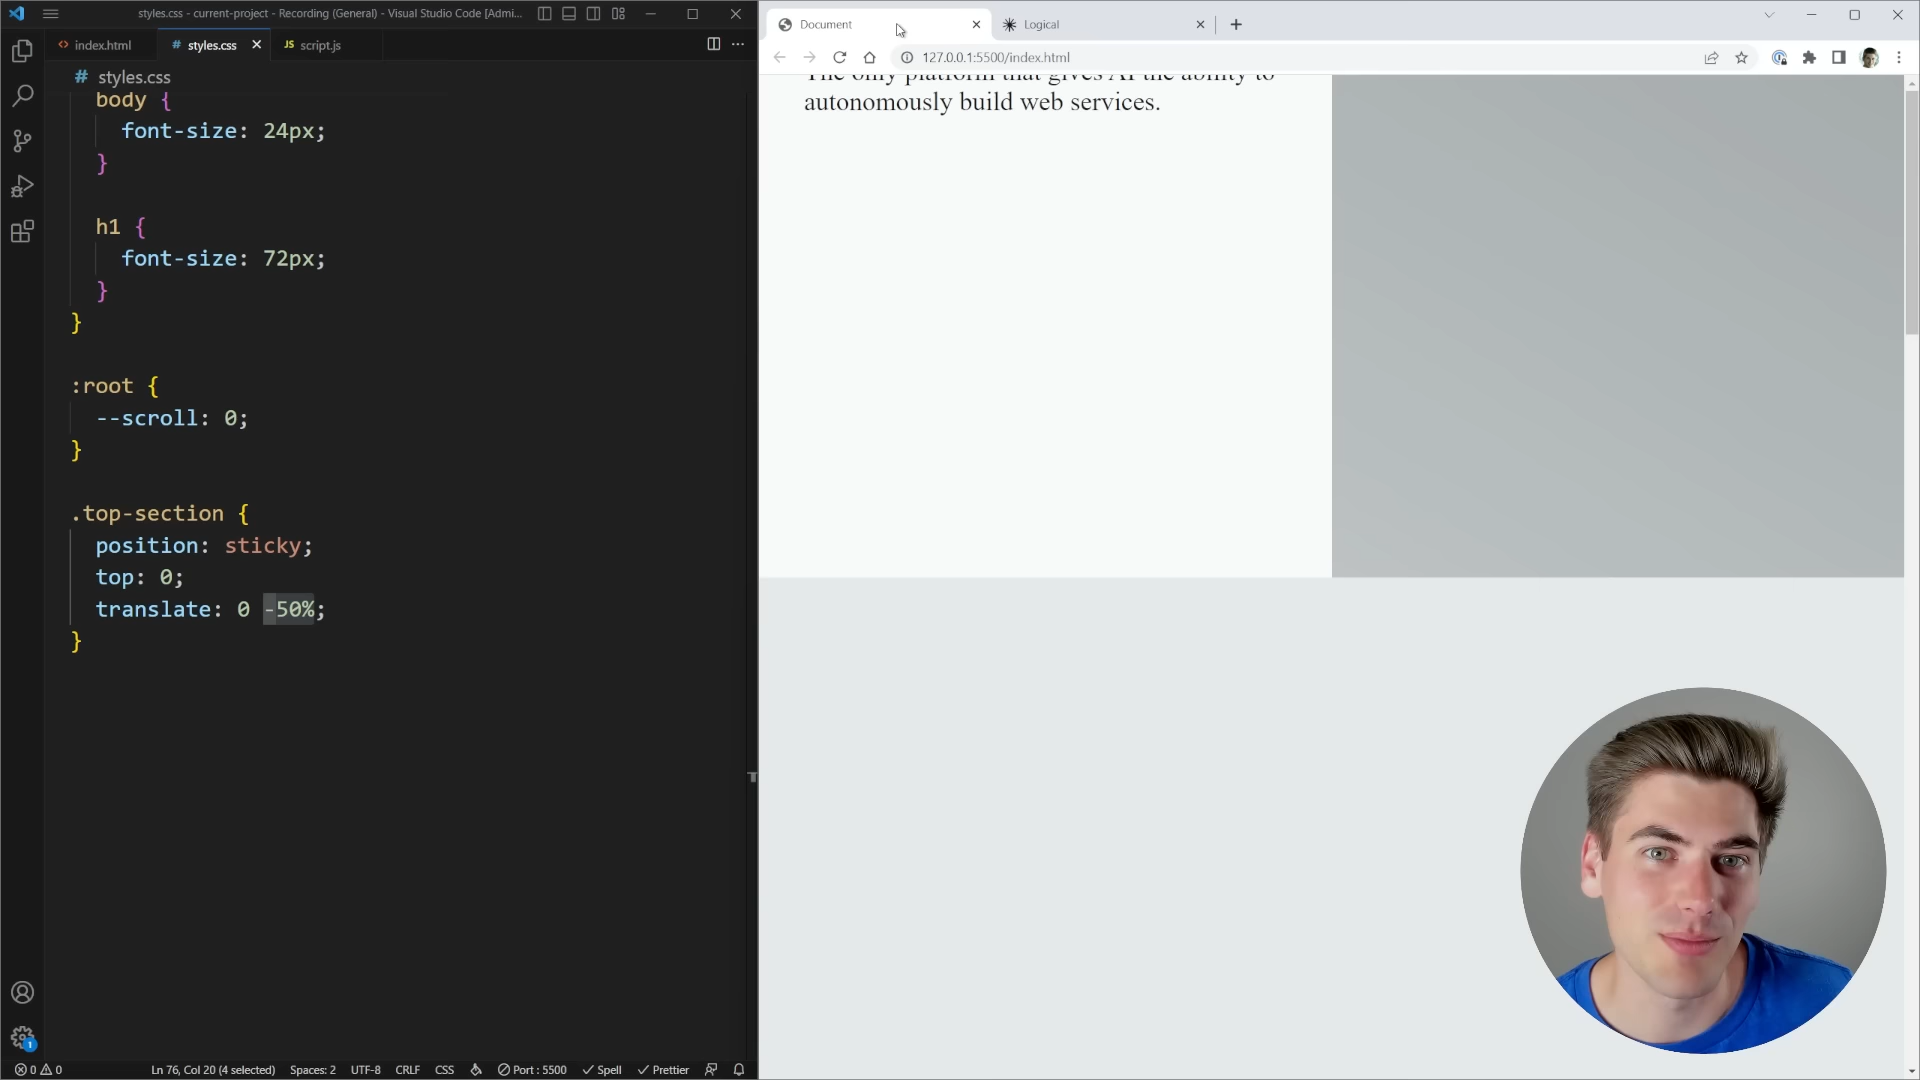 styles.css - current-project - Recording (General) - Visual Studio Code [Admi...
index.html
# styles.css
JS script.js
# styles.css
body {
font-size: 24px;
}
h1 {
font-size: 72px;
}
}
:root {
--scroll: 0;
}
.top-section {
position: sticky;
top: 0;
translate: 0 -50%;
}
1
0 0
Ln 76, Col 20 (4 selected)
Spaces: 2
UTF-8
CRLF
CSS
Port : 5500
Spell
Prettier
Document
Logical
127.0.0.1:5500/index.html
The only platform that gives AI the ability to
autonomously build web services.